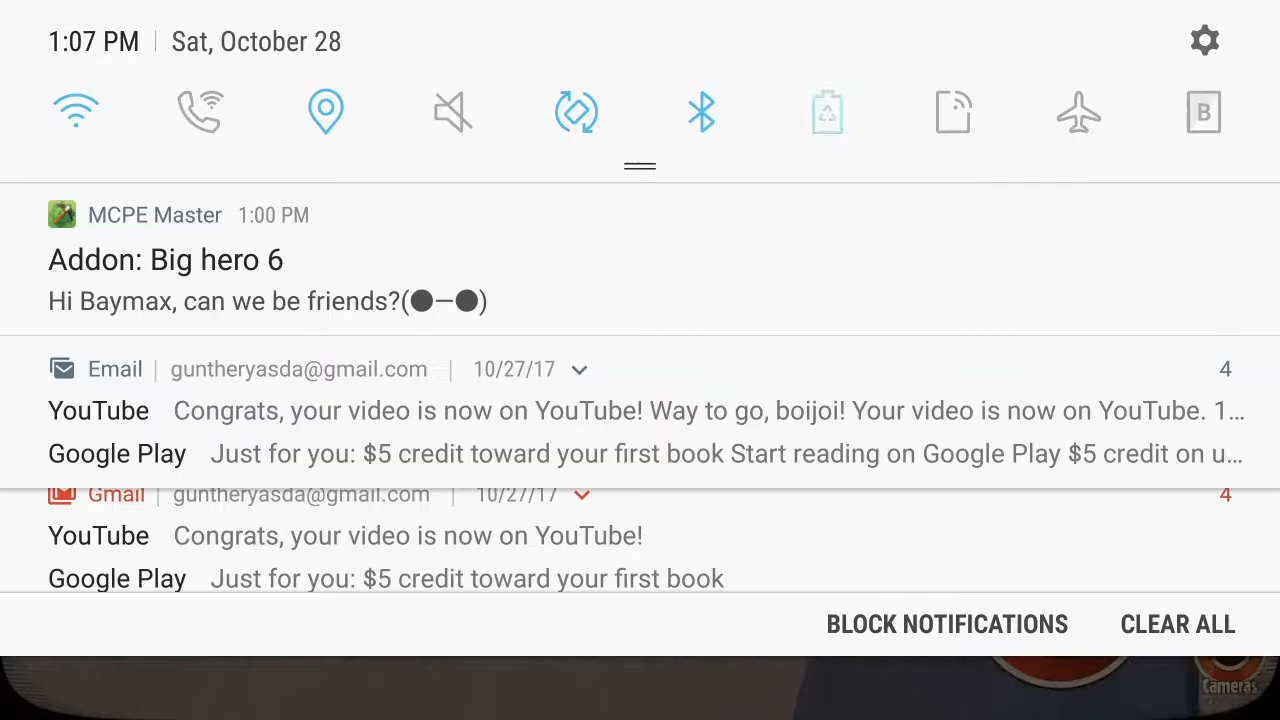 1:07 PM | Sat, October 28
B
MCPE Master 1:00 PM
Addon: Big hero 6
Hi Baymax, can we be friends?(●—●)
Email | guntheryasda@gmail.com | 10/27/17 4
YouTube Congrats, your video is now on YouTube! Way to go, boijoi! Your video is now on YouTube. 1...
Google Play Just for you: $5 credit toward your first book Start reading on Google Play $5 credit on u...
Gmail | guntheryasda@gmail.com | 10/27/17 4
YouTube Congrats, your video is now on YouTube!
Google Play Just for you: $5 credit toward your first book
BLOCK NOTIFICATIONS CLEAR ALL
Cameras